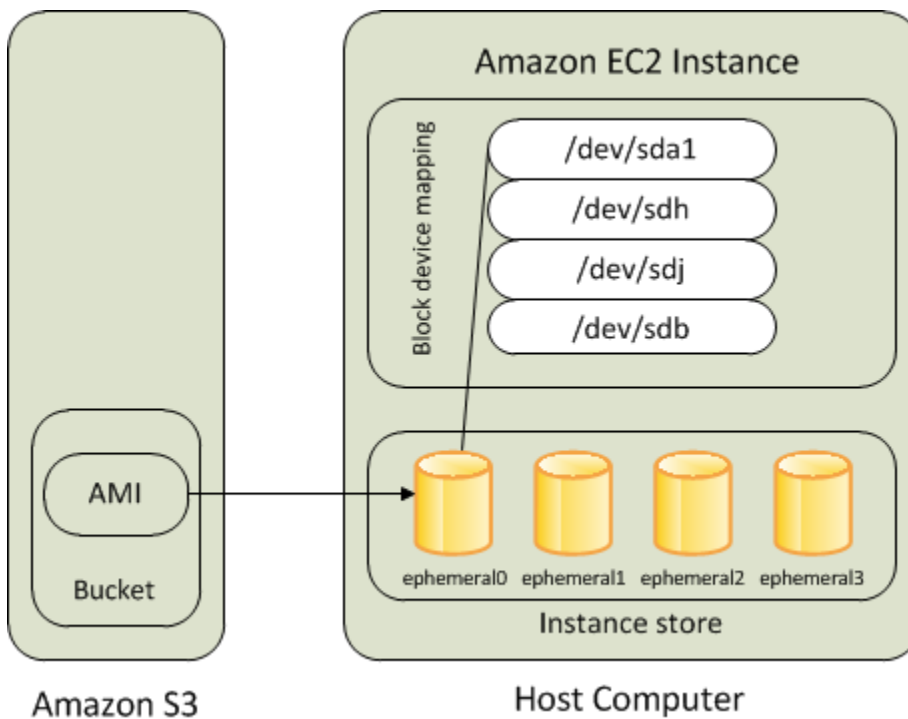 AMI
Bucket
Amazon S3
Amazon EC2 Instance
Block device mapping
/dev/sda1
/dev/sdh
/dev/sdj
/dev/sdb
ephemeral0 ephemeral1 ephemeral2 ephemeral3
Instance store
Host Computer